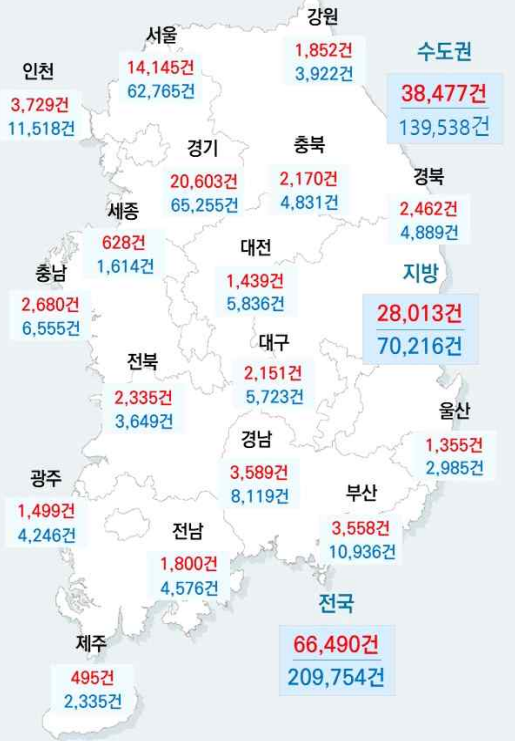 강원
1,852건
3,922건
서울
14,145건
62,765건
수도권
38,477건
139,538건
인천
3,729건
11,518건
경기
20,603건
65,255건
충북
2,170건
4,831건
경북
2,462건
4,889건
세종
628건
1,614건
대전
1,439건
5,836건
지방
28,013건
70,216건
충남
2,680건
6,555건
대구
2,151건
5,723건
전북
2,335건
3,649건
울산
1,355건
2,985건
경남
3,589건
8,119건
광주
1,499건
4,246건
부산
3,558건
10,936건
전남
1,800건
4,576건
전국
66,490건
209,754건
제주
495건
2,335건